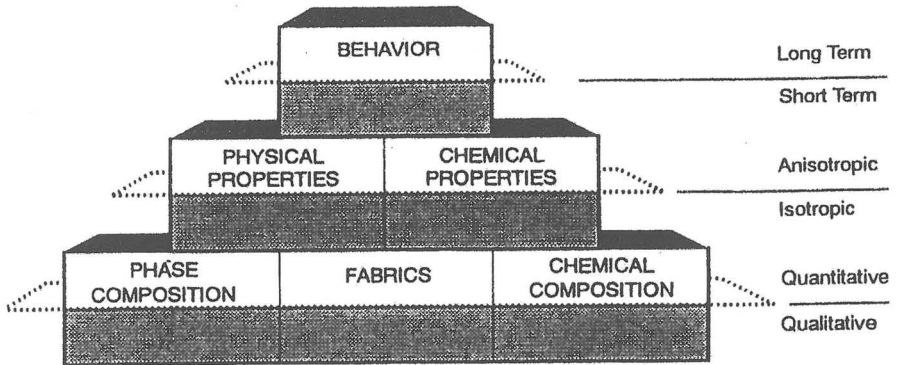 BEHAVIOR
Long Term
Short Term
PHYSICAL
PROPERTIES
CHEMICAL
PROPERTIES
Anisotropic
Isotropic
PHASE
COMPOSITION
FABRICS
CHEMICAL
COMPOSITION
Quantitative
Qualitative